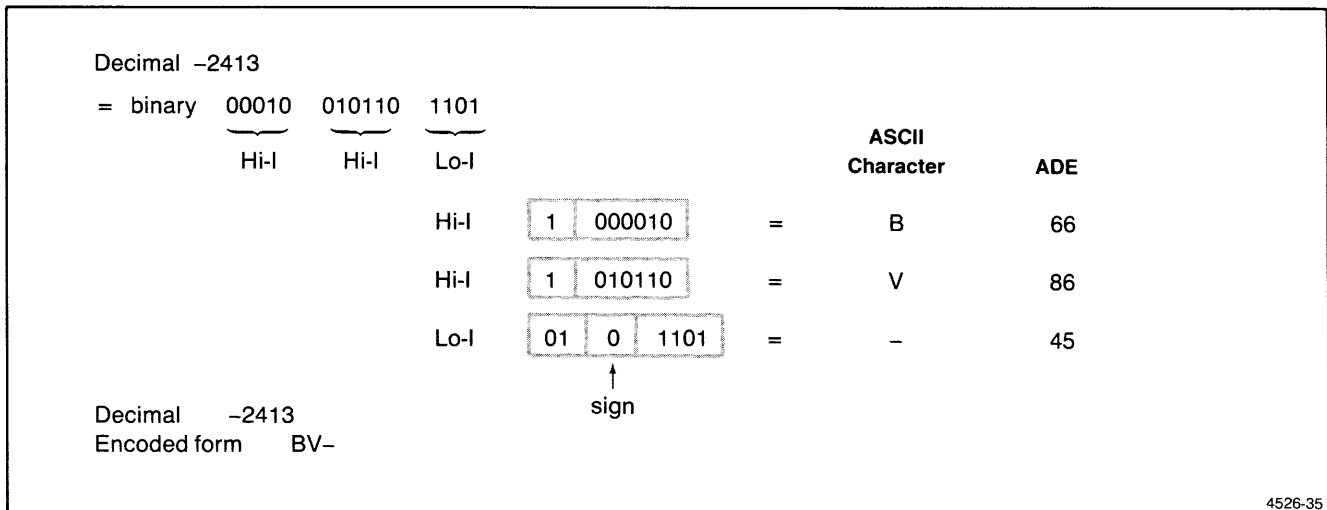 Decimal –2413
= binary 00010 010110 1101
Hi-I Hi-I Lo-I
ASCII
Character ADE
Hi-I 1 000010 = B 66
Hi-I 1 010110 = V 86
Lo-I 01 0 1101 = – 45
sign
Decimal –2413
Encoded form BV–
4526-35